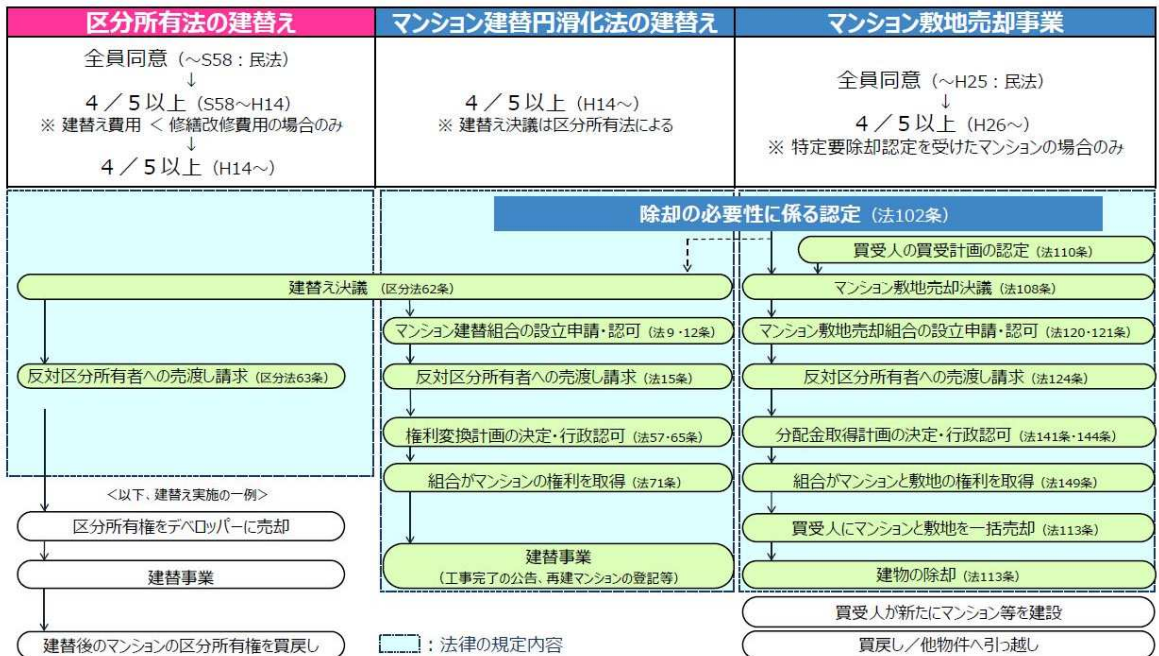 区分所有法の建替え
全員同意（～S58：民法）
↓
４／５以上（S58～H14）
※ 建替え費用 ＜ 修繕改修費用の場合のみ
↓
４／５以上（H14～）
マンション建替円滑化法の建替え
４／５以上（H14～）
※ 建替え決議は区分所有法による
マンション敷地売却事業
全員同意（～H25：民法）
↓
４／５以上（H26～）
※ 特定要除却認定を受けたマンションの場合のみ
除却の必要性に係る認定（法102条）
買受人の買受計画の認定（法110条）
建替え決議（区分法62条）
マンション敷地売却決議（法108条）
マンション建替組合の設立申請・認可（法9・12条）
マンション敷地売却組合の設立申請・認可（法120・121条）
反対区分所有者への売渡し請求（区分法63条）
反対区分所有者への売渡し請求（法15条）
反対区分所有者への売渡し請求（法124条）
権利変換計画の決定・行政認可（法57・65条）
分配金取得計画の決定・行政認可（法141条・144条）
組合がマンションの権利を取得（法71条）
組合がマンションと敷地の権利を取得（法149条）
＜以下、建替え実施の一例＞
区分所有権をデベロッパーに売却
買受人にマンションと敷地を一括売却（法113条）
建替事業
建替事業
（工事完了の公告、再建マンションの登記等）
建物の除却（法113条）
買受人が新たにマンション等を建設
建替後のマンションの区分所有権を買戻し
：法律の規定内容
買戻し／他物件へ引っ越し